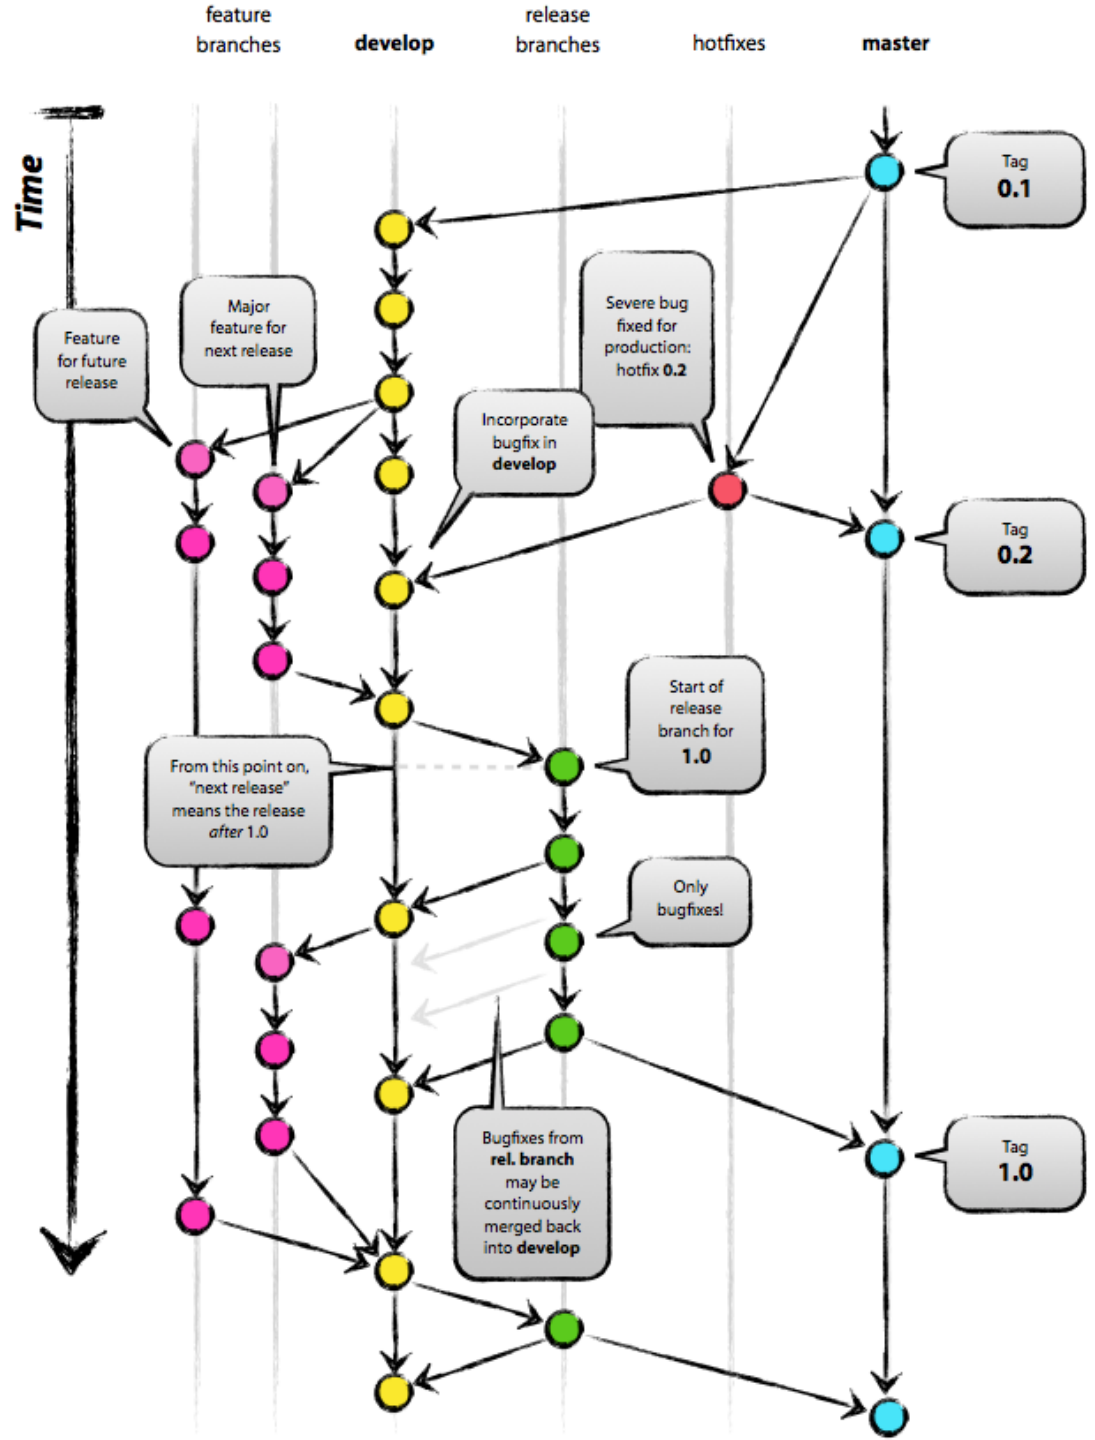 feature
branches
develop
release
branches
hotfixes
master
Time
Tag
0.1
Major
feature for
next release
Feature
for future
release
Severe bug
fixed for
production:
hotfix 0.2
Incorporate
bugfix in
develop
Tag
0.2
Start of
release
branch for
1.0
From this point on,
“next release”
means the release
after 1.0
Only
bugfixes!
Bugfixes from
rel. branch
may be
continuously
merged back
into develop
Tag
1.0